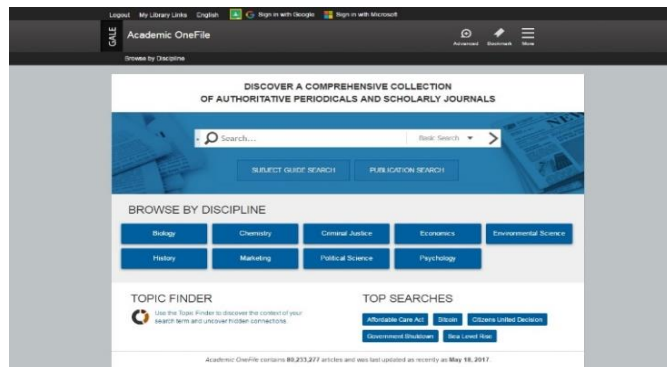 Logout My Library Links English Sign in with Google Sign in with Microsoft
GALE Academic OneFile
Advanced Bookmark More
Browse by Discipline
DISCOVER A COMPREHENSIVE COLLECTION
OF AUTHORITATIVE PERIODICALS AND SCHOLARLY JOURNALS
Search... Basic Search
SUBJECT GUIDE SEARCH PUBLICATION SEARCH
NEW
BROWSE BY DISCIPLINE
Biology Chemistry Criminal Justice Economics Environmental Science
History Marketing Political Science Psychology
TOPIC FINDER
Use the Topic Finder to discover the context of your
search term and uncover hidden connections.
TOP SEARCHES
Affordable Care Act Bitcoin Citizens United Decision
Government Shutdown Sea Level Rise
Academic OneFile contains 80,233,277 articles and was last updated as recently as May 18, 2017